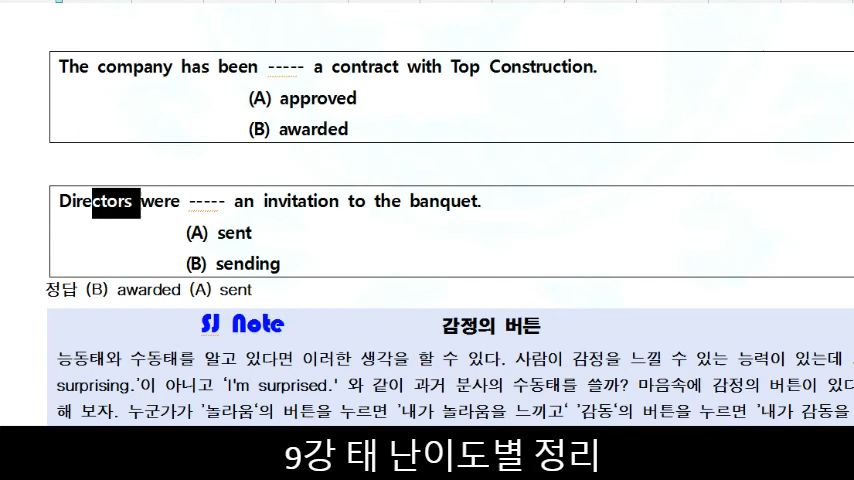 The company has been ----- a contract with Top Construction.
(A) approved
(B) awarded
Directors were ----- an invitation to the banquet.
(A) sent
(B) sending
정답 (B) awarded (A) sent
SJ Note 감정의 버튼
능동태와 수동태를 알고 있다면 이러한 생각을 할 수 있다. 사람이 감정을 느낄 수 있는 능력이 있는데
surprising.'이 아니고 'I'm surprised.' 와 같이 과거 분사의 수동태를 쓸까? 마음속에 감정의 버튼이 있다
해 보자. 누군가가 '놀라움'의 버튼을 누르면 '내가 놀라움을 느끼고' '감동'의 버튼을 누르면 '내가 감동을
9강 태 난이도별 정리